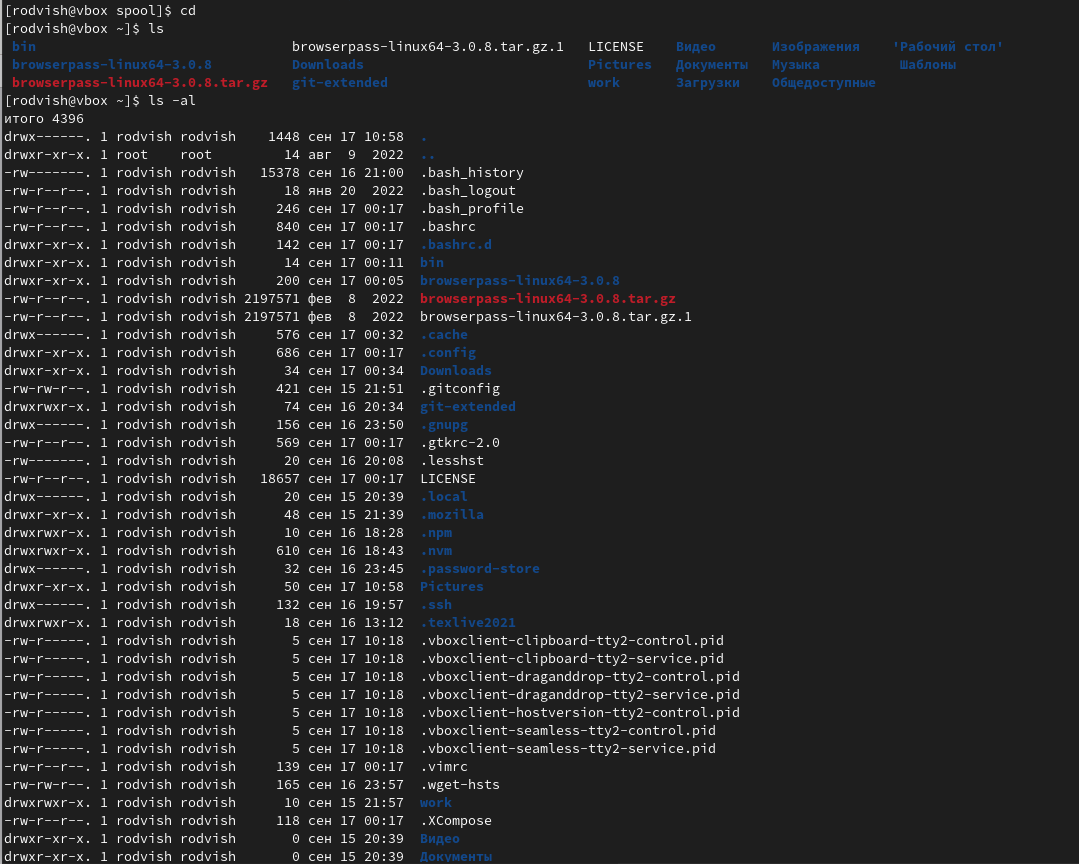 [rodvish@vbox spool]$ cd
[rodvish@vbox ~]$ ls
bin browserpass-linux64-3.0.8.tar.gz.1 LICENSE Видео Изображения 'Рабочий стол'
browserpass-linux64-3.0.8 Downloads Pictures Документы Музыка Шаблоны
browserpass-linux64-3.0.8.tar.gz git-extended work Загрузки Общедоступные
[rodvish@vbox ~]$ ls -al
итого 4396
drwx------. 1 rodvish rodvish 1448 сен 17 10:58 .
drwxr-xr-x. 1 root root 14 авг 9 2022 ..
-rw-------. 1 rodvish rodvish 15378 сен 16 21:00 .bash_history
-rw-r--r--. 1 rodvish rodvish 18 янв 20 2022 .bash_logout
-rw-r--r--. 1 rodvish rodvish 246 сен 17 00:17 .bash_profile
-rw-r--r--. 1 rodvish rodvish 840 сен 17 00:17 .bashrc
drwxr-xr-x. 1 rodvish rodvish 142 сен 17 00:17 .bashrc.d
drwxr-xr-x. 1 rodvish rodvish 14 сен 17 00:11 bin
drwxr-xr-x. 1 rodvish rodvish 200 сен 17 00:05 browserpass-linux64-3.0.8
-rw-r--r--. 1 rodvish rodvish 2197571 фев 8 2022 browserpass-linux64-3.0.8.tar.gz
-rw-r--r--. 1 rodvish rodvish 2197571 фев 8 2022 browserpass-linux64-3.0.8.tar.gz.1
drwx------. 1 rodvish rodvish 576 сен 17 00:32 .cache
drwxr-xr-x. 1 rodvish rodvish 686 сен 17 00:17 .config
drwxr-xr-x. 1 rodvish rodvish 34 сен 17 00:34 Downloads
-rw-rw-r--. 1 rodvish rodvish 421 сен 15 21:51 .gitconfig
drwxrwxr-x. 1 rodvish rodvish 74 сен 16 20:34 git-extended
drwx------. 1 rodvish rodvish 156 сен 16 23:50 .gnupg
-rw-r--r--. 1 rodvish rodvish 569 сен 17 00:17 .gtkrc-2.0
-rw-------. 1 rodvish rodvish 20 сен 16 20:08 .lesshst
-rw-r--r--. 1 rodvish rodvish 18657 сен 17 00:17 LICENSE
drwx------. 1 rodvish rodvish 20 сен 15 20:39 .local
drwxr-xr-x. 1 rodvish rodvish 48 сен 15 21:39 .mozilla
drwxrwxr-x. 1 rodvish rodvish 10 сен 16 18:28 .npm
drwxrwxr-x. 1 rodvish rodvish 610 сен 16 18:43 .nvm
drwx------. 1 rodvish rodvish 32 сен 16 23:45 .password-store
drwxr-xr-x. 1 rodvish rodvish 50 сен 17 10:58 Pictures
drwx------. 1 rodvish rodvish 132 сен 16 19:57 .ssh
drwxrwxr-x. 1 rodvish rodvish 18 сен 16 13:12 .texlive2021
-rw-r-----. 1 rodvish rodvish 5 сен 17 10:18 .vboxclient-clipboard-tty2-control.pid
-rw-r-----. 1 rodvish rodvish 5 сен 17 10:18 .vboxclient-clipboard-tty2-service.pid
-rw-r-----. 1 rodvish rodvish 5 сен 17 10:18 .vboxclient-draganddrop-tty2-control.pid
-rw-r-----. 1 rodvish rodvish 5 сен 17 10:18 .vboxclient-draganddrop-tty2-service.pid
-rw-r-----. 1 rodvish rodvish 5 сен 17 10:18 .vboxclient-hostversion-tty2-control.pid
-rw-r-----. 1 rodvish rodvish 5 сен 17 10:18 .vboxclient-seamless-tty2-control.pid
-rw-r-----. 1 rodvish rodvish 5 сен 17 10:18 .vboxclient-seamless-tty2-service.pid
-rw-r--r--. 1 rodvish rodvish 139 сен 17 00:17 .vimrc
-rw-rw-r--. 1 rodvish rodvish 165 сен 16 23:57 .wget-hsts
drwxrwxr-x. 1 rodvish rodvish 10 сен 15 21:57 work
-rw-r--r--. 1 rodvish rodvish 118 сен 17 00:17 .XCompose
drwxr-xr-x. 1 rodvish rodvish 0 сен 15 20:39 Видео
drwxr-xr-x. 1 rodvish rodvish 0 сен 15 20:39 Документы